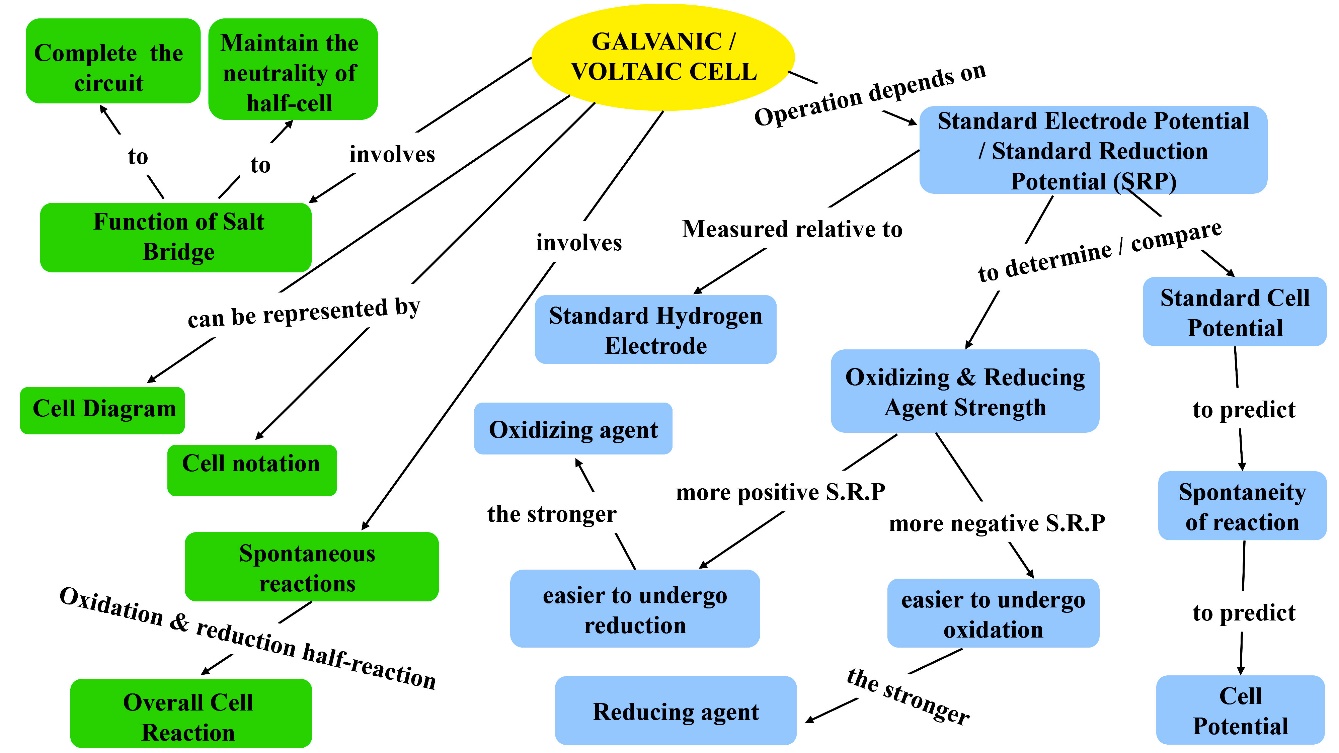 GALVANIC /
VOLTAIC CELL
Complete the
circuit
Maintain the
neutrality of
half-cell
to
to
involves
Function of Salt
Bridge
can be represented by
Cell Diagram
Cell notation
involves
Spontaneous
reactions
Oxidation & reduction half-reaction
Overall Cell
Reaction
Operation depends on
Standard Electrode Potential
/ Standard Reduction
Potential (SRP)
Measured relative to
Standard Hydrogen
Electrode
to determine / compare
Oxidizing & Reducing
Agent Strength
more positive S.R.P
easier to undergo
reduction
the stronger
Oxidizing agent
more negative S.R.P
easier to undergo
oxidation
the stronger
Reducing agent
Standard Cell
Potential
to predict
Spontaneity
of reaction
to predict
Cell
Potential